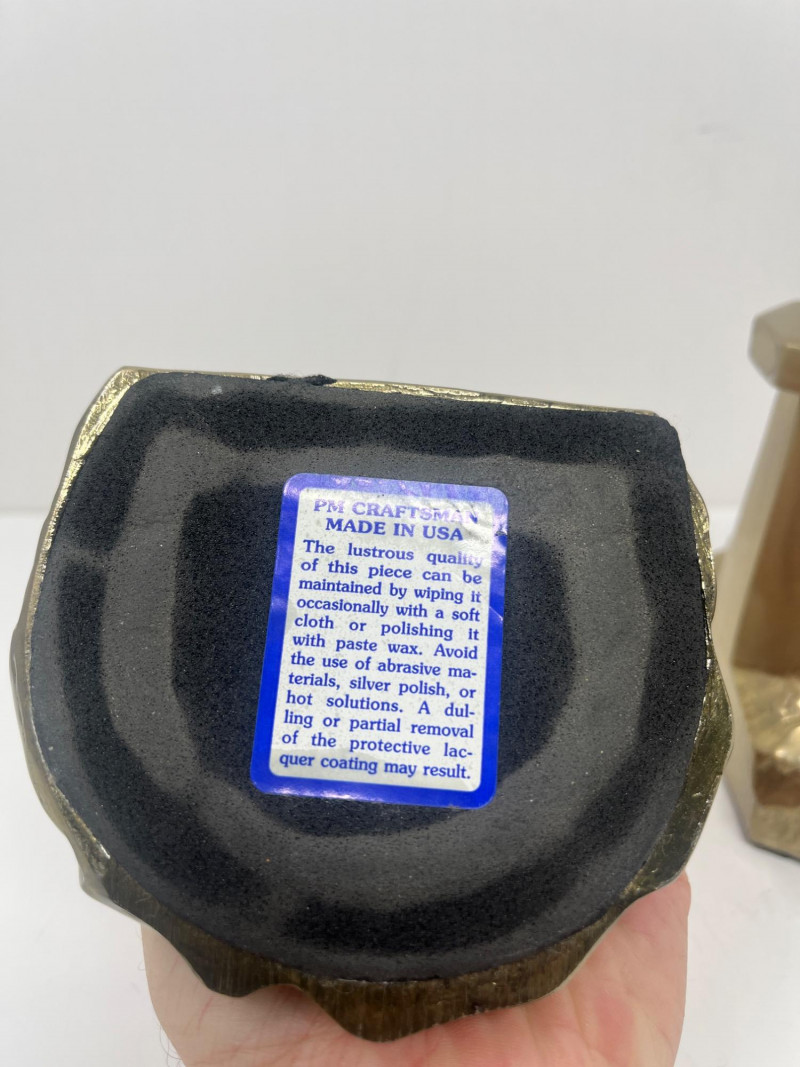 PM CRAFTSMAN
MADE IN USA
The lustrous quality
of this piece can be
maintained by wiping it
occasionally with a soft
cloth or polishing it
with paste wax. Avoid
the use of abrasive ma-
terials, silver polish, or
hot solutions. A dul-
ling or partial removal
of the protective lac-
quer coating may result.